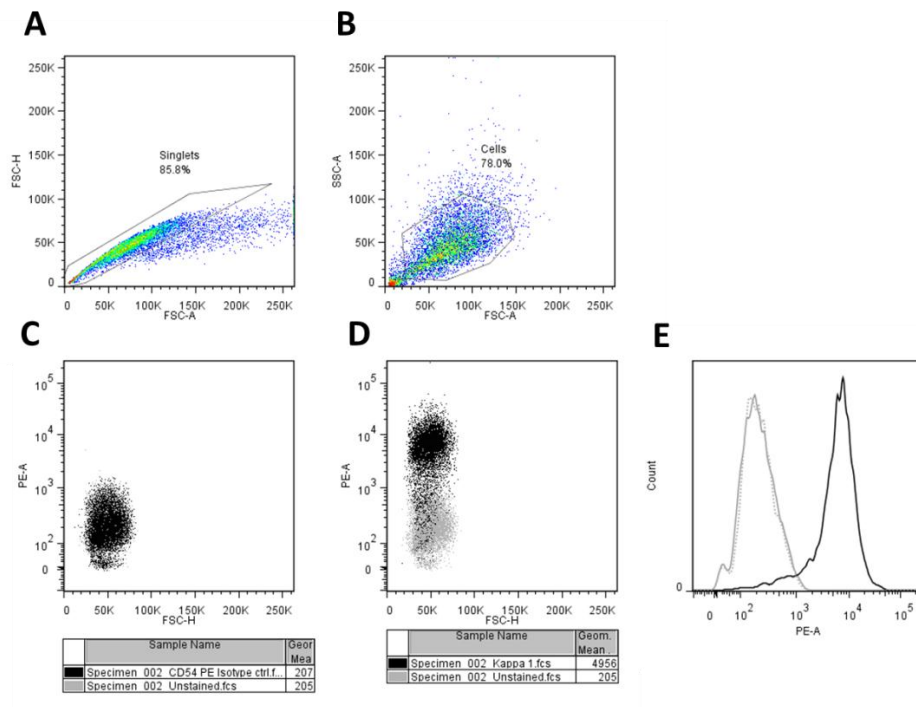 A
B
250K
200K
150K
100K
50K
0
FSC-H
Singlets
85.8%
0 50K 100K 150K 200K 250K
FSC-A
250K
200K
150K
100K
50K
0
SSC-A
Cells
78.0%
0 50K 100K 150K 200K 250K
FSC-A
C
D
E
10^5
10^4
10^3
10^2
0
PE-A
0 50K 100K 150K 200K 250K
FSC-H
10^5
10^4
10^3
10^2
0
PE-A
0 50K 100K 150K 200K 250K
FSC-H
Count
0
0 10^2 10^3 10^4 10^5
PE-A
Sample Name Geor
Mea
Specimen_002_CD54 PE Isotype ctrl.f... 207
Specimen_002_Unstained.fcs 205
Sample Name Geom.
Mean .
Specimen_002_Kappa 1.fcs 4956
Specimen_002_Unstained.fcs 205